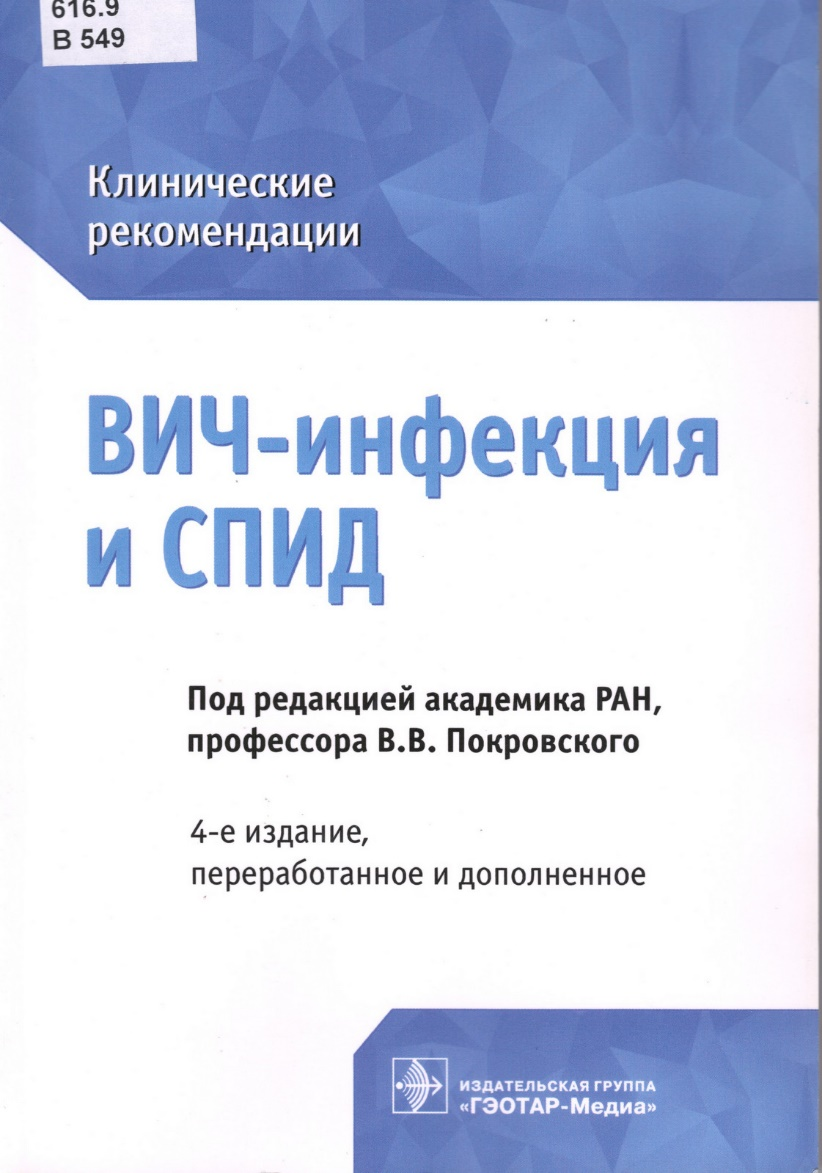 616.9
В 549
Клинические
рекомендации
ВИЧ-инфекция
и СПИД
Под редакцией академика РАН,
профессора В.В. Покровского
4-е издание,
переработанное и дополненное
ИЗДАТЕЛЬСКАЯ ГРУППА
«ГЭОТАР-Медиа»